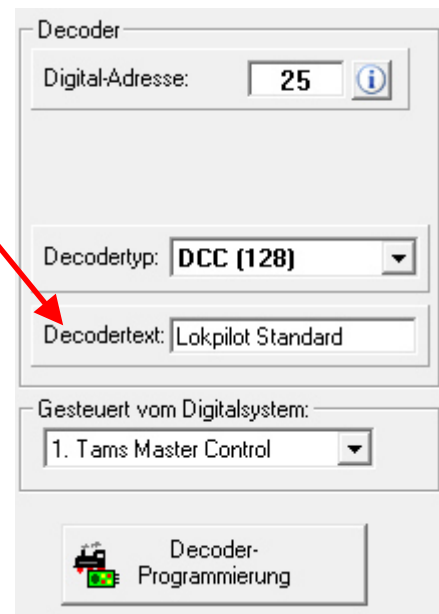 Decoder
Digital-Adresse: 25
Decodertyp: DCC (128)
Decodertext: Lokpilot Standard
Gesteuert vom Digitalsystem:
1. Tams Master Control
Decoder-
Programmierung